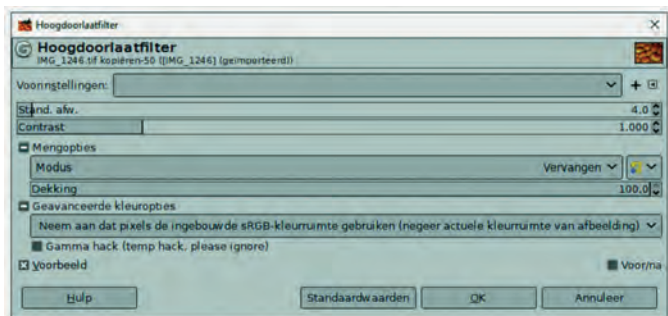 Hoogdoorlaatfilter
Hoogdoorlaatfilter
IMG_1246.tif kopiëren-50 ([IMG_1246] (geïmporteerd))
Voorinstellingen:
Stand. afw. 4.0
Contrast 1.000
Mengopties
Modus Vervangen
Dekking 100.0
Geavanceerde kleuropties
Neem aan dat pixels de ingebouwde sRGB-kleurruimte gebruiken (negeer actuele kleurruimte van afbeelding)
Gamma hack (temp hack, please ignore)
Voorbeeld Voor/na
Hulp Standaardwaarden OK Annuleer